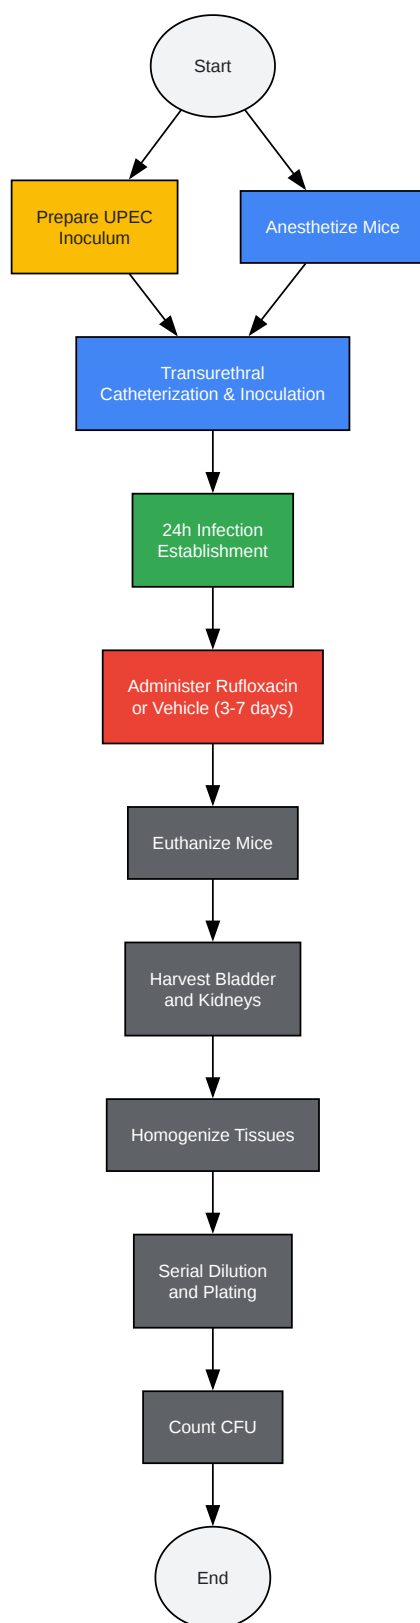 Start
Prepare UPEC
Inoculum
Anesthetize Mice
Transurethral
Catheterization & Inoculation
24h Infection
Establishment
Administer Rufloxacin
or Vehicle (3-7 days)
Euthanize Mice
Harvest Bladder
and Kidneys
Homogenize Tissues
Serial Dilution
and Plating
Count CFU
End